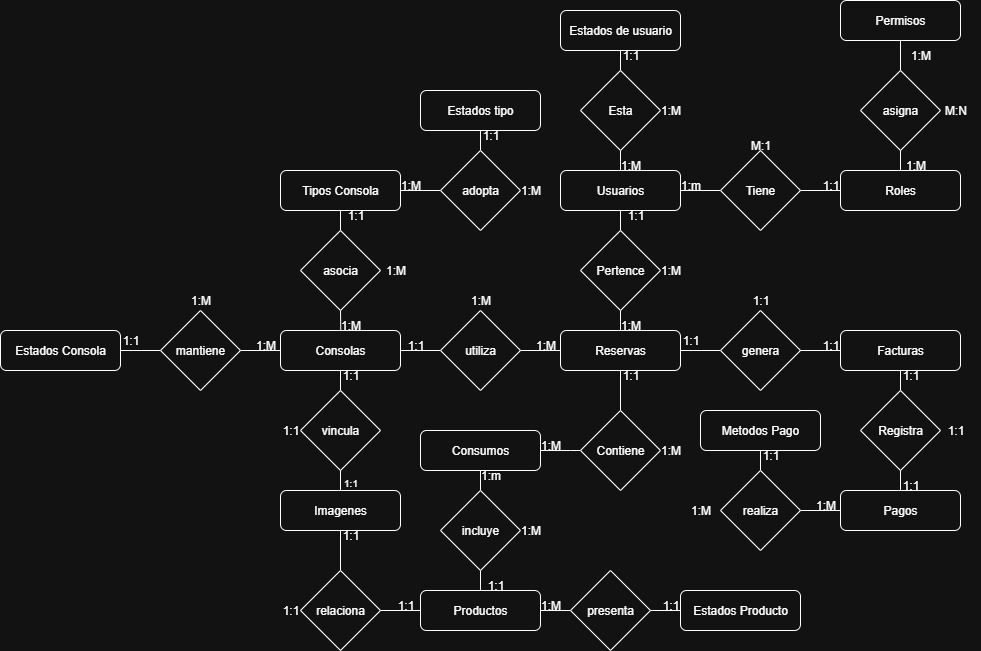 Permisos
Estados de usuario
1:1
1:M
Estados tipo
Esta
1:M
asigna
M:N
1:1
1:M
M:1
1:M
Tipos Consola
1:M
adopta
1:M
Usuarios
1:m
Tiene
1:1
Roles
1:1
1:1
asocia
1:M
Pertence
1:M
1:M
1:M
1:1
1:M
1:M
Estados Consola
1:1
mantiene
1:M
Consolas
1:1
utiliza
1:M
Reservas
1:1
genera
1:1
Facturas
1:1
1:1
1:1
1:1
vincula
Metodos Pago
Registra
1:1
Consumos
1:M
Contiene
1:M
1:1
1:1
1:m
1:1
Imagenes
1:M
realiza
1:M
Pagos
1:1
incluye
1:M
1:1
1:1
relaciona
1:1
Productos
1:M
presenta
1:1
Estados Producto